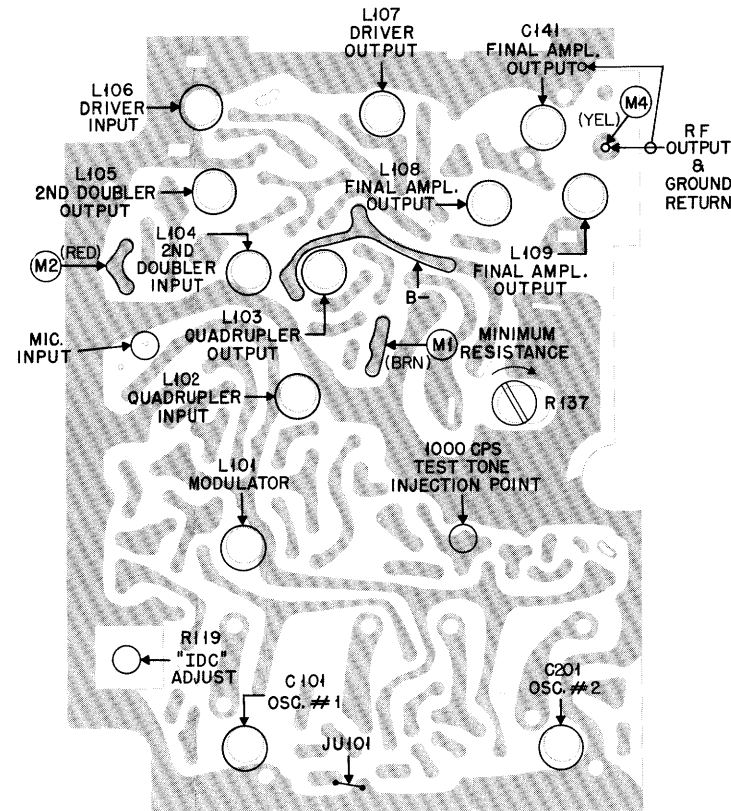 L107
DRIVER
OUTPUT
C141
FINAL AMPL.
OUTPUT
L106
DRIVER
INPUT
M4
(YEL)
RF
OUTPUT
&
GROUND
RETURN
L105
2ND DOUBLER
OUTPUT
L108
FINAL AMPL.
OUTPUT
L104
2ND
DOUBLER
INPUT
M2
(RED)
L109
FINAL AMPL.
OUTPUT
B-
L103
QUADRUPLER
OUTPUT
MIC.
INPUT
M1
(BRN)
MINIMUM
RESISTANCE
R137
L102
QUADRUPLER
INPUT
1000 CPS
TEST TONE
INJECTION POINT
L101
MODULATOR
R119
"IDC"
ADJUST
C101
OSC. #1
C201
OSC. #2
JU101